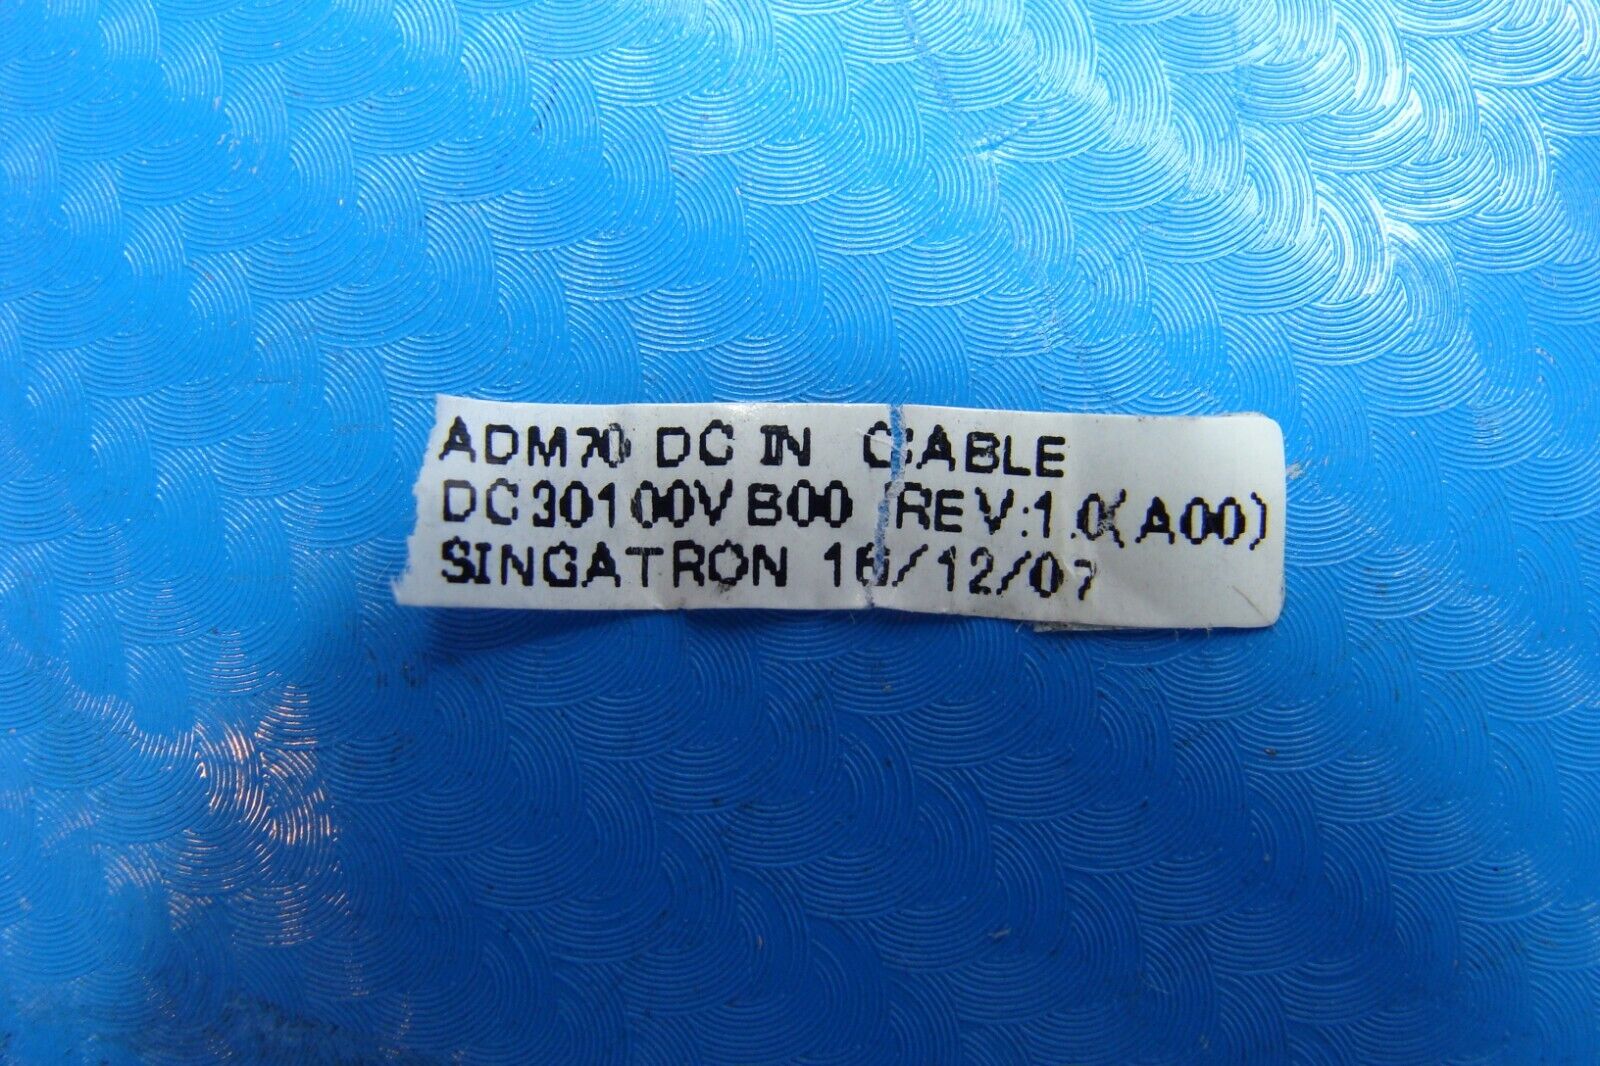 ADM70 DC IN CABLE
DC30100VB00 REV:1.0(A00)
SINGATRON 16/12/07